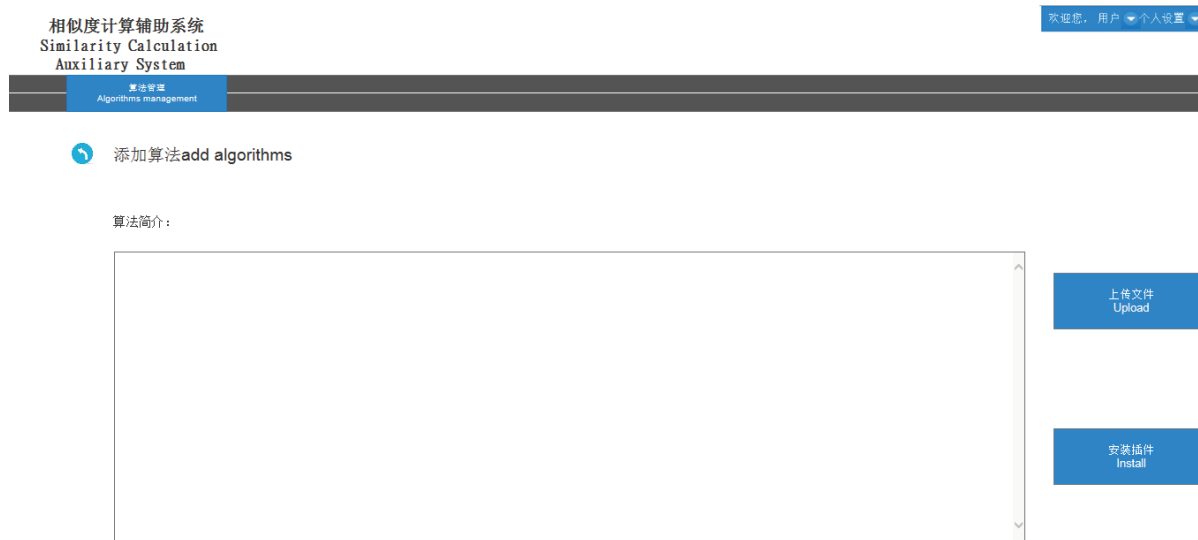 相似度计算辅助系统
Similarity Calculation
Auxiliary System
欢迎您，用户 个人设置
算法管理
Algorithms management
添加算法add algorithms
算法简介：
上传文件
Upload
安装插件
Install